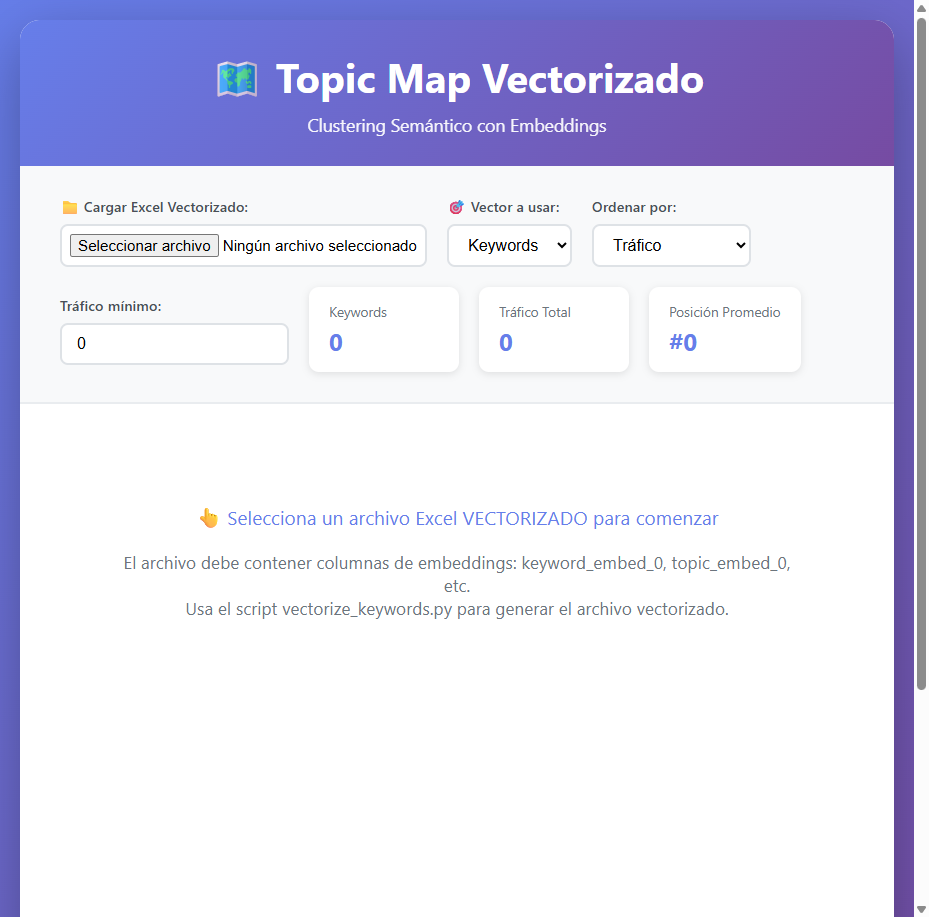 Topic Map Vectorizado
Clustering Semántico con Embeddings
Cargar Excel Vectorizado:
Seleccionar archivo Ningún archivo seleccionado
Vector a usar:
Keywords
Ordenar por:
Tráfico
Tráfico mínimo:
0
Keywords
0
Tráfico Total
0
Posición Promedio
#0
Selecciona un archivo Excel VECTORIZADO para comenzar
El archivo debe contener columnas de embeddings: keyword_embed_0, topic_embed_0,
etc.
Usa el script vectorize_keywords.py para generar el archivo vectorizado.